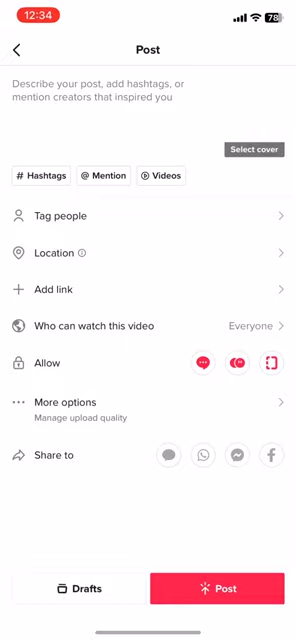 12:34
78
Post
Describe your post, add hashtags, or
mention creators that inspired you
Select cover
# Hashtags
@ Mention
Videos
Tag people
Location
Add link
Who can watch this video
Everyone
Allow
More options
Manage upload quality
Share to
Drafts
Post